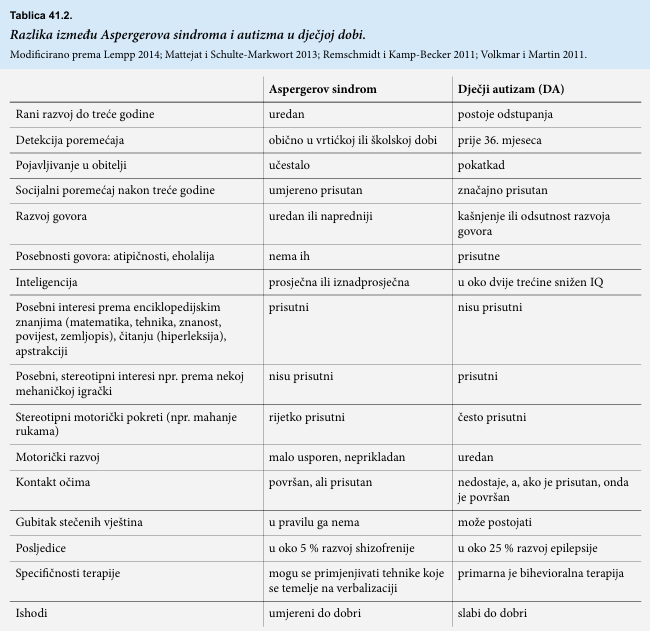 Tablica 41.2.
Razlika između Aspergerova sindroma i autizma u dječjoj dobi.
Modificirano prema Lempp 2014; Mattejat i Schulte-Markwort 2013; Remschmidt i Kamp-Becker 2011; Volkmar i Martin 2011.
Aspergerov sindrom Dječji autizam (DA)
Rani razvoj do treće godine uredan postoje odstupanja
Detekcija poremećaja obično u vrtićkoj ili školskoj dobi prije 36. mjeseca
Pojavljivanje u obitelji učestalo pokatkad
Socijalni poremećaj nakon treće godine umjereno prisutan značajno prisutan
Razvoj govora uredan ili napredniji kašnjenje ili odsutnost razvoja
govora
Posebnosti govora: atipičnosti, eholalija nema ih prisutne
Inteligencija prosječna ili iznadprosječna u oko dvije trećine snižen IQ
Posebni interesi prema enciklopedijskim prisutni nisu prisutni
znanjima (matematika, tehnika, znanost,
povijest, zemljopis), čitanju (hiperleksija),
apstrakciji
Posebni, stereotipni interesi npr. prema nekoj nisu prisutni prisutni
mehaničkoj igrački
Stereotipni motorički pokreti (npr. mahanje rijetko prisutni često prisutni
rukama)
Motorički razvoj malo usporen, neprikladan uredan
Kontakt očima površan, ali prisutan nedostaje, a, ako je prisutan, onda
je površan
Gubitak stečenih vještina u pravilu ga nema može postojati
Posljedice u oko 5 % razvoj shizofrenije u oko 25 % razvoj epilepsije
Specifičnosti terapije mogu se primjenjivati tehnike koje primarna je bihevioralna terapija
se temelje na verbalizaciji
Ishodi umjereni do dobri slabi do dobri